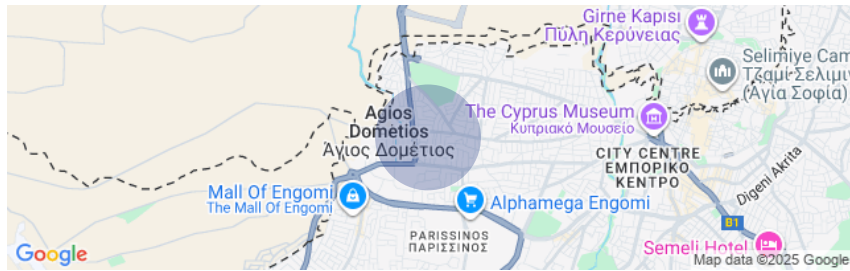 Girne Kapısı
Πύλη Κερύνειας
Selimiye Cam
Τζαμί Σελιμιγ
(Αγία Σοφία)
The Cyprus Museum
Κυπριακό Μουσείο
Agios
Dometios
Άγιος Δομέτιος
CITY CENTRE
ΕΜΠΟΡΙΚΟ
ΚΕΝΤΡΟ
Digeni Akrita
Mall Of Engomi
The Mall Of Engomi
Alphamega Engomi
B1
PARISSINOS
ΠΑΡΙΣΣΙΝΟΣ
Semeli Hotel
Google
Map data ©2025 Google